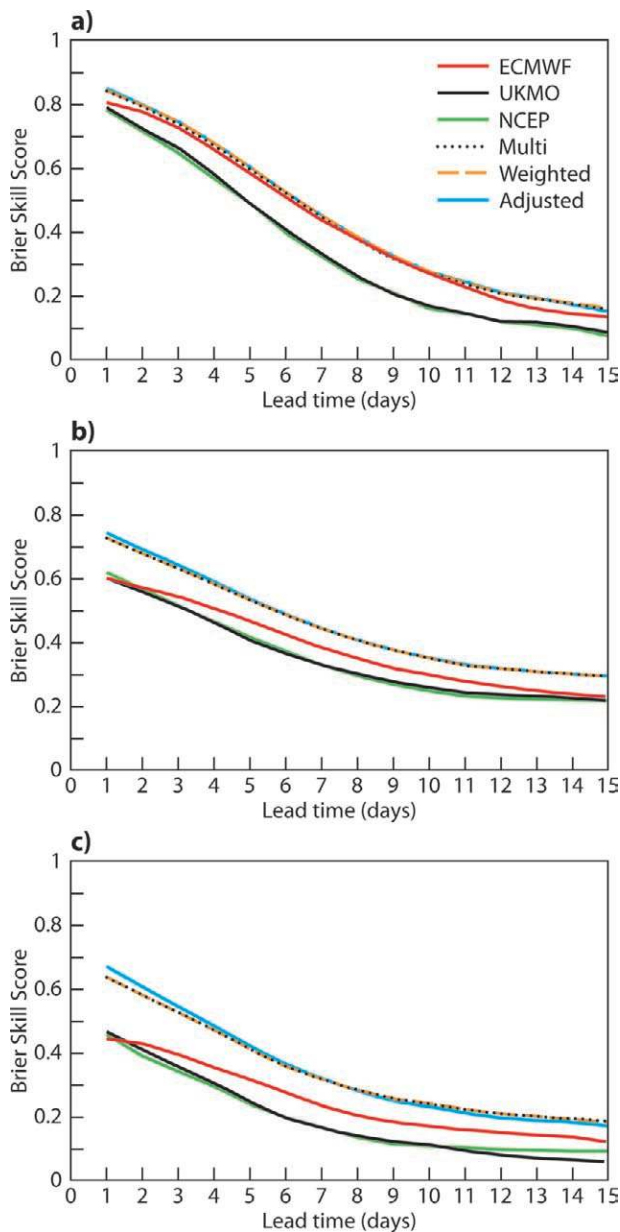 a)
1
0.8
0.6
0.4
0.2
0
Brier Skill Score
ECMWF
UKMO
NCEP
Multi
Weighted
Adjusted
0 1 2 3 4 5 6 7 8 9 10 11 12 13 14 15
Lead time (days)
b)
1
0.8
0.6
0.4
0.2
0
Brier Skill Score
0 1 2 3 4 5 6 7 8 9 10 11 12 13 14 15
Lead time (days)
c)
1
0.8
0.6
0.4
0.2
0
Brier Skill Score
0 1 2 3 4 5 6 7 8 9 10 11 12 13 14 15
Lead time (days)